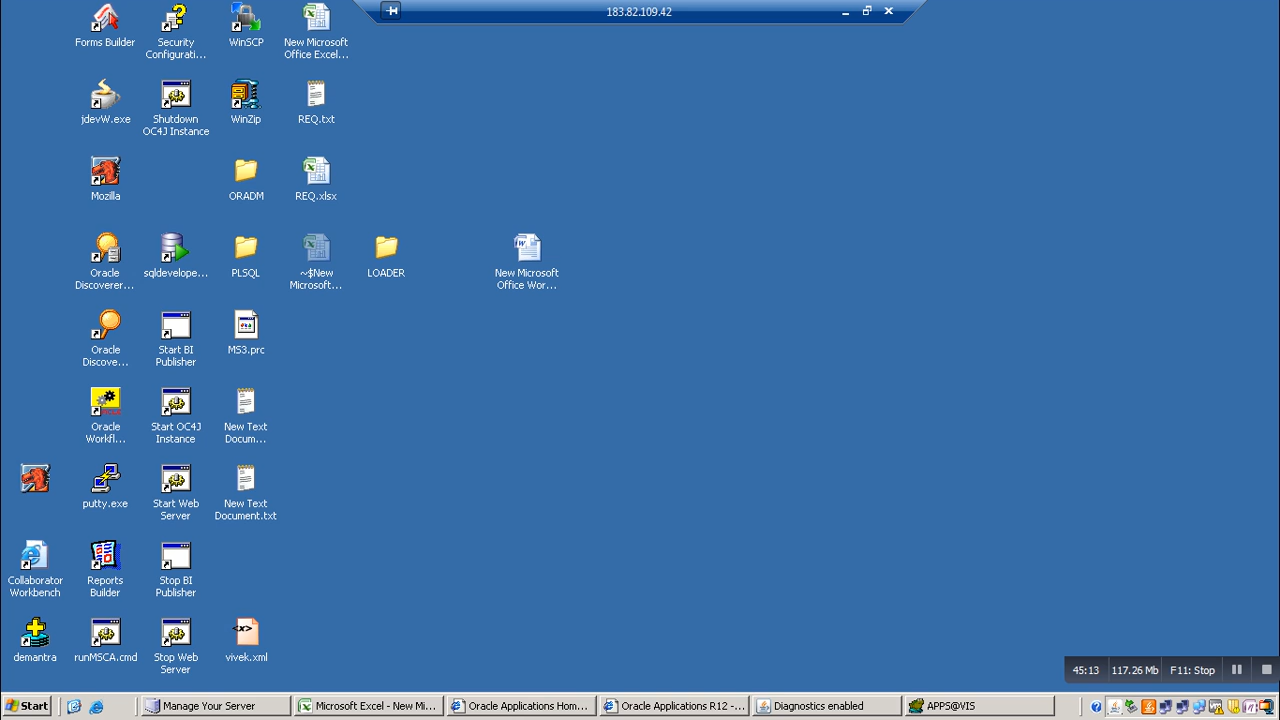 183.82.109.42
Forms Builder
Security
Configurati...
WinSCP
New Microsoft
Office Excel...
jdevW.exe
Shutdown
OC4J Instance
WinZip
REQ.txt
Mozilla
ORADM
REQ.xlsx
Oracle
Discoverer...
sqldevelope...
PLSQL
~$New
Microsoft...
LOADER
New Microsoft
Office Wor...
Oracle
Discove...
Start BI
Publisher
MS3.prc
Oracle
Workfl...
Start OC4J
Instance
New Text
Docum...
putty.exe
Start Web
Server
New Text
Document.txt
Collaborator
Workbench
Reports
Builder
Stop BI
Publisher
demantra
runMSCA.cmd
Stop Web
Server
vivek.xml
45:13
117.26 Mb
F11: Stop
Start
Manage Your Server
Microsoft Excel - New Mi...
Oracle Applications Hom...
Oracle Applications R12 -...
Diagnostics enabled
APPS@VIS